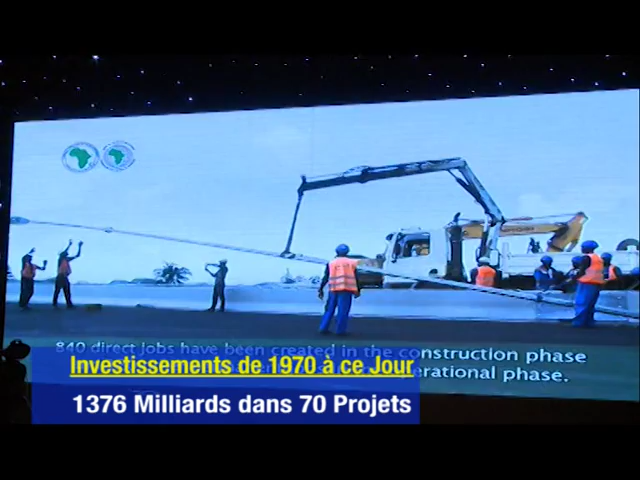 840 direct jobs have been created in the construction phase
operational phase.
Investissements de 1970 à ce Jour
1376 Milliards dans 70 Projets